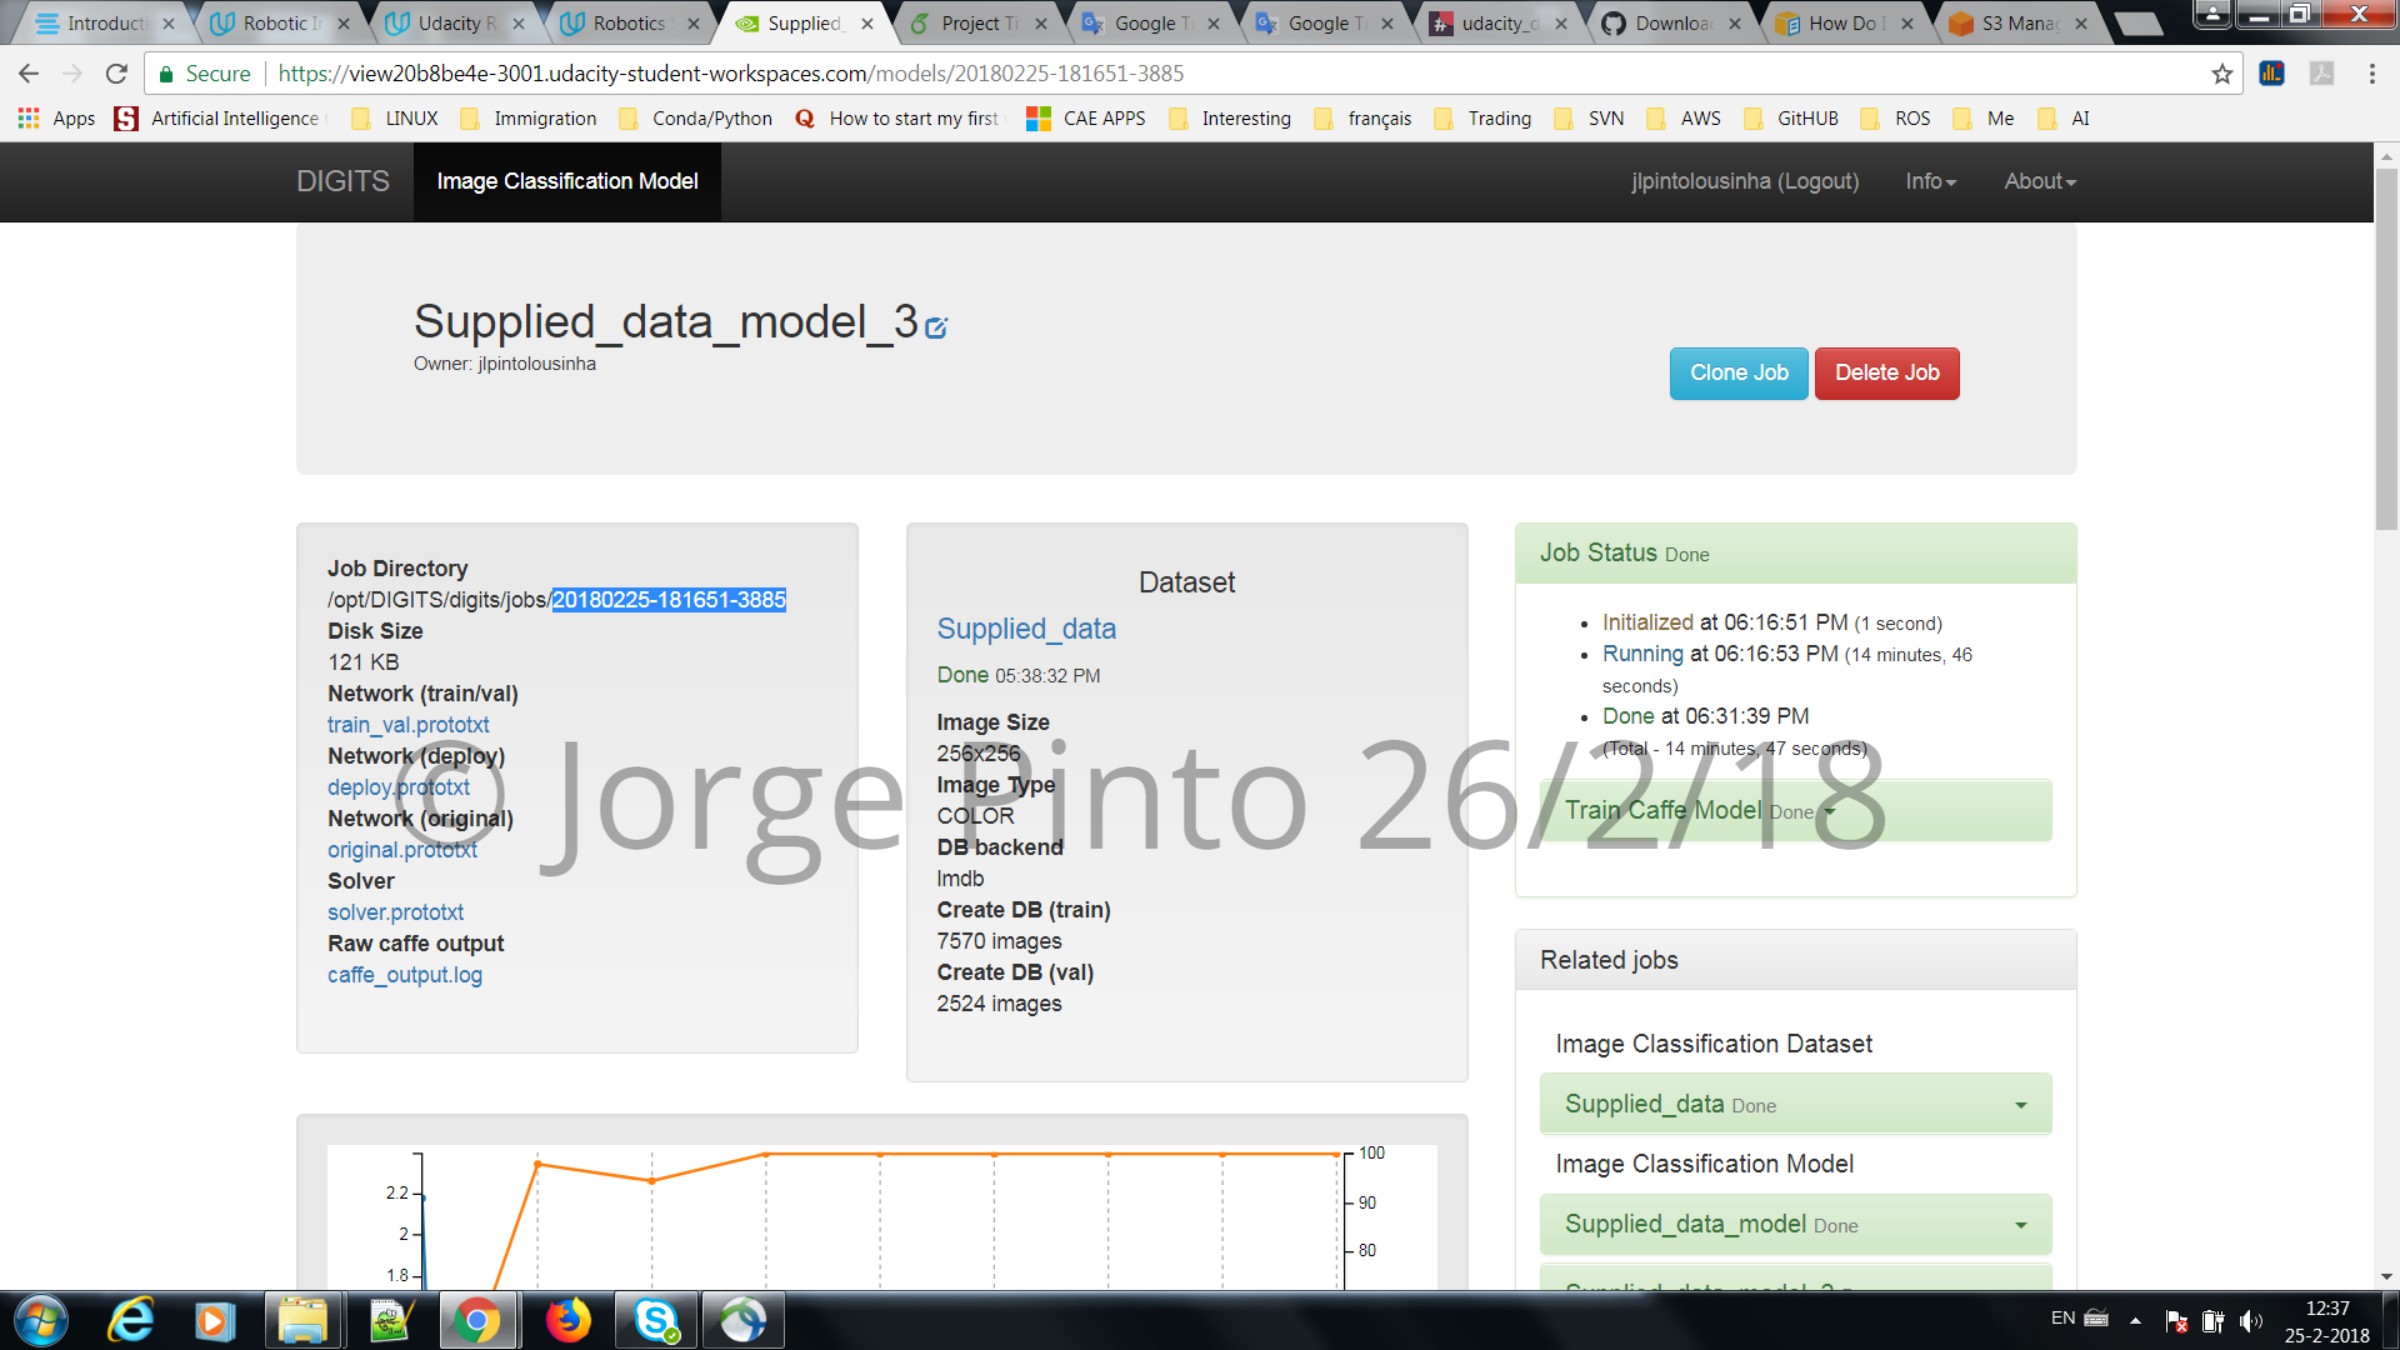 Introducti
Robotic I
Udacity R
Robotics
Supplied_
Project Ti
Google T
Google T
udacity_d
Downloa
How Do I
S3 Mana
Secure https://view20b8be4e-3001.udacity-student-workspaces.com/models/20180225-181651-3885
Apps Artificial Intelligence LINUX Immigration Conda/Python How to start my first CAE APPS Interesting français Trading SVN AWS GitHUB ROS Me AI
DIGITS Image Classification Model jlpintolousinha (Logout) Info About
Supplied_data_model_3
Owner: jlpintolousinha
Clone Job Delete Job
Job Directory
/opt/DIGITS/digits/jobs/20180225-181651-3885
Disk Size
121 KB
Network (train/val)
train_val.prototxt
Network (deploy)
deploy.prototxt
Network (original)
original.prototxt
Solver
solver.prototxt
Raw caffe output
caffe_output.log
Dataset
Supplied_data
Done 05:38:32 PM
Image Size
256x256
Image Type
COLOR
DB backend
lmdb
Create DB (train)
7570 images
Create DB (val)
2524 images
Job Status Done
Initialized at 06:16:51 PM (1 second)
Running at 06:16:53 PM (14 minutes, 46
seconds)
Done at 06:31:39 PM
(Total - 14 minutes, 47 seconds)
Train Caffe Model Done
© Jorge Pinto 26/2/18
Related jobs
Image Classification Dataset
Supplied_data Done
Image Classification Model
Supplied_data_model Done
2.2
2
1.8
100
90
80
EN
12:37
25-2-2018